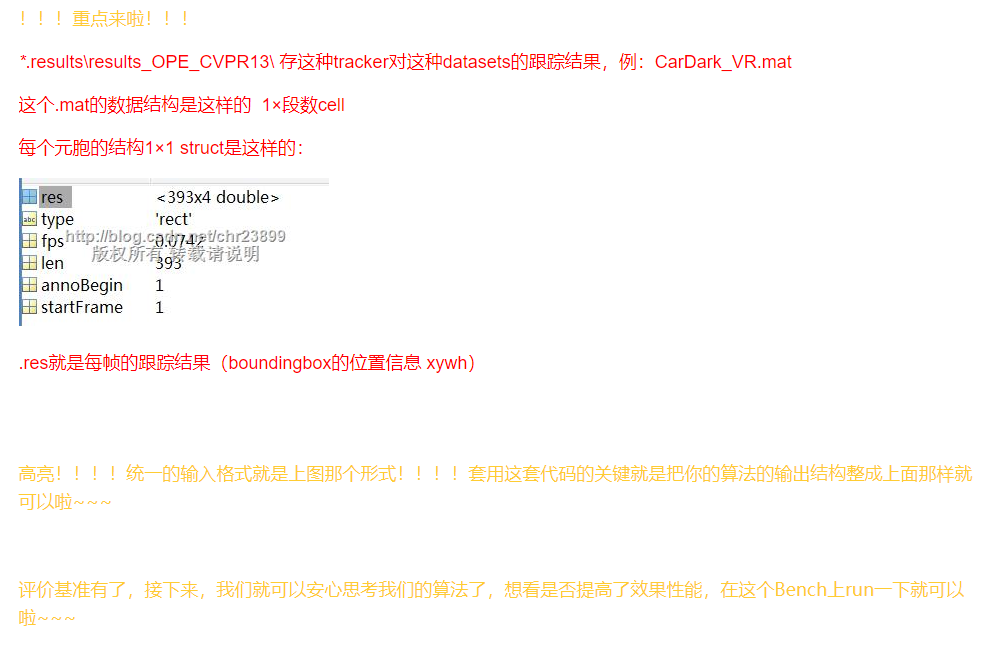 ！！！重点来啦！！！
*.results\results_OPE_CVPR13\ 存这种tracker对这种datasets的跟踪结果，例：CarDark_VR.mat
这个.mat的数据结构是这样的 1×段数cell
每个元胞的结构1×1 struct是这样的：
res <393x4 double>
abc type 'rect'
fps 0.0742
http://blog.csdn.net/chr23899
版权所有 转载请说明
len 393
annoBegin 1
startFrame 1
.res就是每帧的跟踪结果（boundingbox的位置信息 xywh）
高亮！！！！统一的输入格式就是上图那个形式！！！！套用这套代码的关键就是把你的算法的输出结构整成上面那样就
可以啦~~~
评价基准有了，接下来，我们就可以安心思考我们的算法了，想看是否提高了效果性能，在这个Bench上run一下就可以
啦~~~